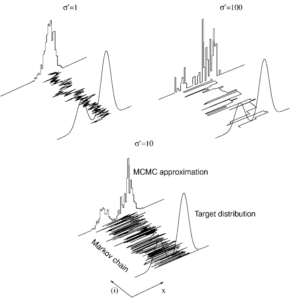 σ*=1
σ*=100
σ*=10
MCMC approximation
Target distribution
Markov chain
(i)
x